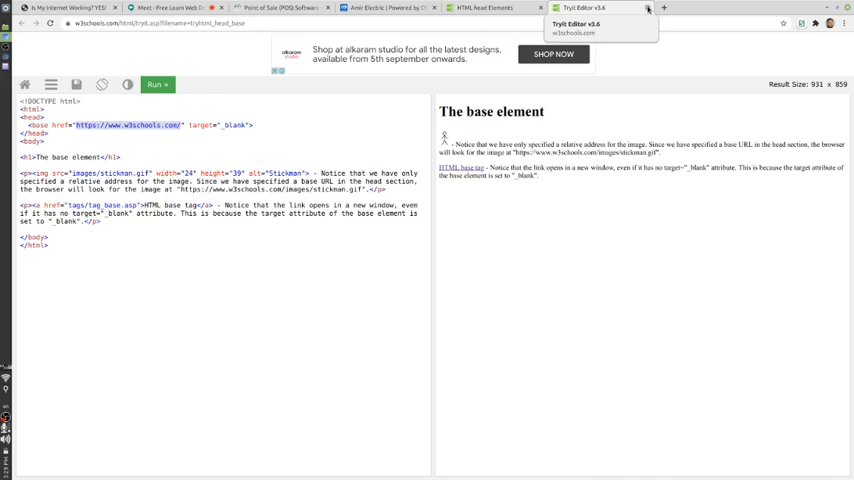 Is My Internet Working? YES!
Meet - Free Learn Web D
Point of Sale (POS) Software
Amir Electric | Powered by C
HTML head Elements
Tryit Editor v3.6
w3schools.com/html/tryit.asp?filename=tryhtml_head_base
Tryit Editor v3.6
w3schools.com
alkaram
studio
Shop at alkaram studio for all the latest designs.
available from 5th september onwards.
SHOP NOW
Run »
Result Size: 931 x 859
<!DOCTYPE html>
<html>
<head>
<base href="https://www.w3schools.com/" target="_blank">
</head>
<body>
<h1>The base element</h1>
<p><img src="images/stickman.gif" width="24" height="39" alt="Stickman"> - Notice that we have only
specified a relative address for the image. Since we have specified a base URL in the head section,
the browser will look for the image at "https://www.w3schools.com/images/stickman.gif".</p>
<p><a href="tags/tag_base.asp">HTML base tag</a> - Notice that the link opens in a new window, even
if it has no target="_blank" attribute. This is because the target attribute of the base element is
set to "_blank".</p>
</body>
</html>
The base element
- Notice that we have only specified a relative address for the image. Since we have specified a base URL in the head section, the browser
will look for the image at "https://www.w3schools.com/images/stickman.gif".
HTML base tag - Notice that the link opens in a new window, even if it has no target="_blank" attribute. This is because the target attribute of
the base element is set to "_blank".
3:29 PM